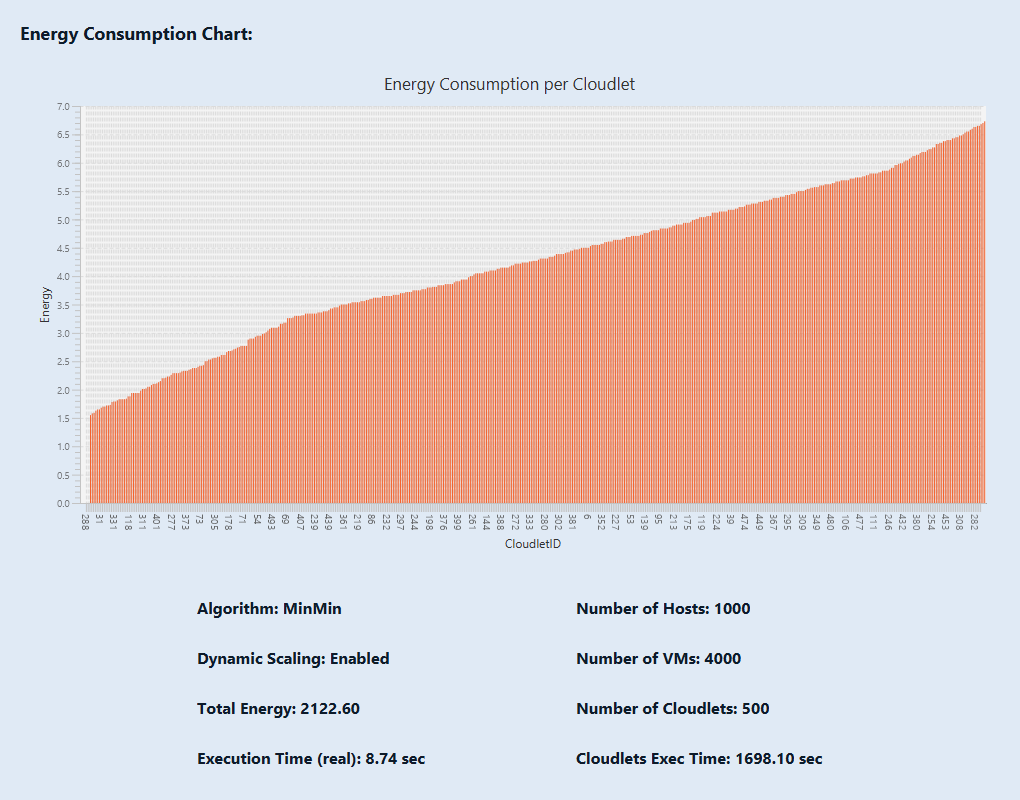 Energy Consumption Chart:
Energy Consumption per Cloudlet
7.0
6.5
6.0
5.5
5.0
4.5
4.0
3.5
3.0
2.5
2.0
1.5
1.0
0.5
0.0
Energy
288 31 331 118 311 401 277 373 73 305 178 71 54 493 69 407 239 439 361 219 86 232 297 244 198 376 399 261 144 388 272 333 280 302 381 6 352 227 53 139 95 213 175 119 224 39 474 449 367 295 309 349 480 106 477 111 246 432 380 254 453 308 282
CloudletID
Algorithm: MinMin
Number of Hosts: 1000
Dynamic Scaling: Enabled
Number of VMs: 4000
Total Energy: 2122.60
Number of Cloudlets: 500
Execution Time (real): 8.74 sec
Cloudlets Exec Time: 1698.10 sec